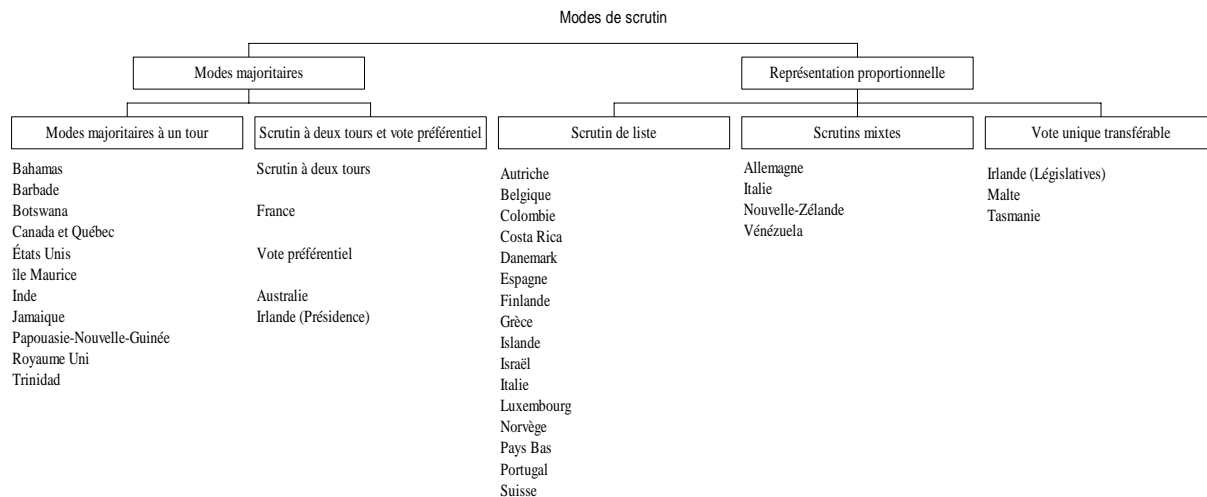 Modes de scrutin
Modes majoritaires
Représentation proportionnelle
Modes majoritaires à un tour
Scrutin à deux tours et vote préférentiel
Scrutin de liste
Scrutins mixtes
Vote unique transférable
Bahamas
Barbade
Botswana
Canada et Québec
États Unis
île Maurice
Inde
Jamaique
Papouasie-Nouvelle-Guinée
Royaume Uni
Trinidad
Scrutin à deux tours
France
Vote préférentiel
Australie
Irlande (Présidence)
Autriche
Belgique
Colombie
Costa Rica
Danemark
Espagne
Finlande
Grèce
Islande
Israël
Italie
Luxembourg
Norvège
Pays Bas
Portugal
Suisse
Allemagne
Italie
Nouvelle-Zélande
Vénézuela
Irlande (Législatives)
Malte
Tasmanie